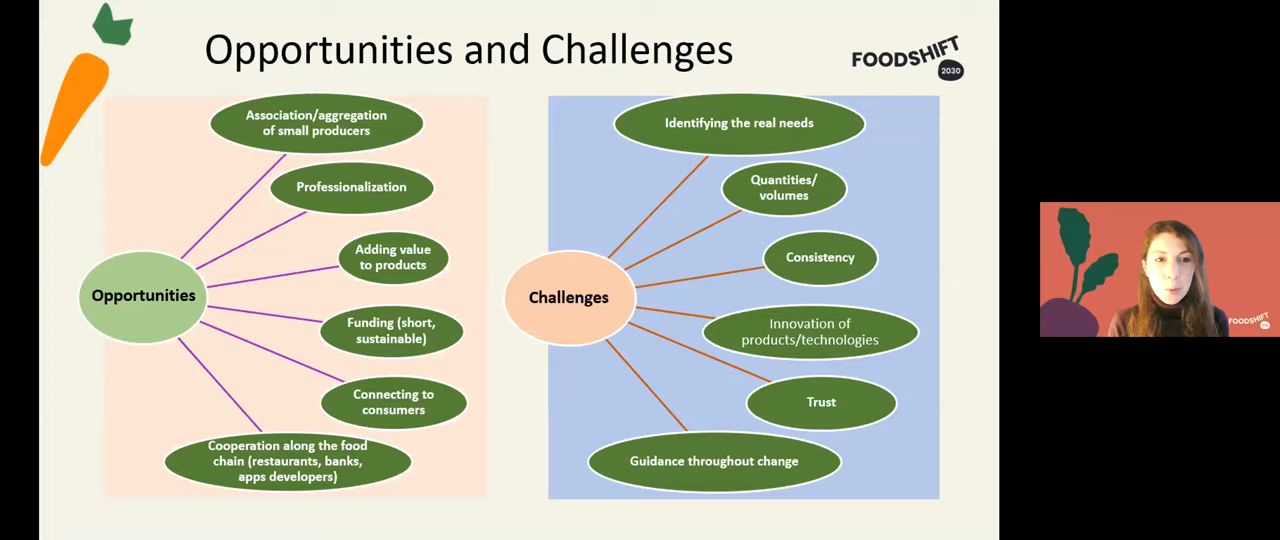 Opportunities and Challenges
FOODSHIFT
2030
Association/aggregation
of small producers
Professionalization
Adding value
to products
Opportunities
Funding (short,
sustainable)
Connecting to
consumers
Cooperation along the food
chain (restaurants, banks,
apps developers)
Identifying the real needs
Quantities/
volumes
Consistency
Challenges
Innovation of
products/technologies
Trust
Guidance throughout change
FOODSHIFT